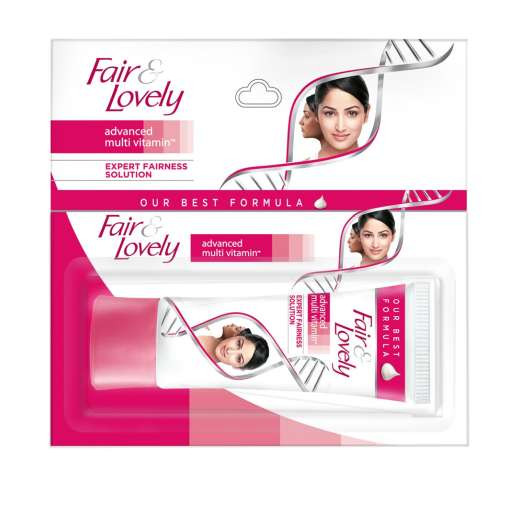 Fair &
Lovely
advanced
multi vitamin™
EXPERT FAIRNESS
SOLUTION
OUR BEST FORMULA
Fair &
Lovely
advanced
multi vitamin™
OUR BEST
FORMULA
Fair &
Lovely
advanced
multi vitamin™
EXPERT FAIRNESS
SOLUTION